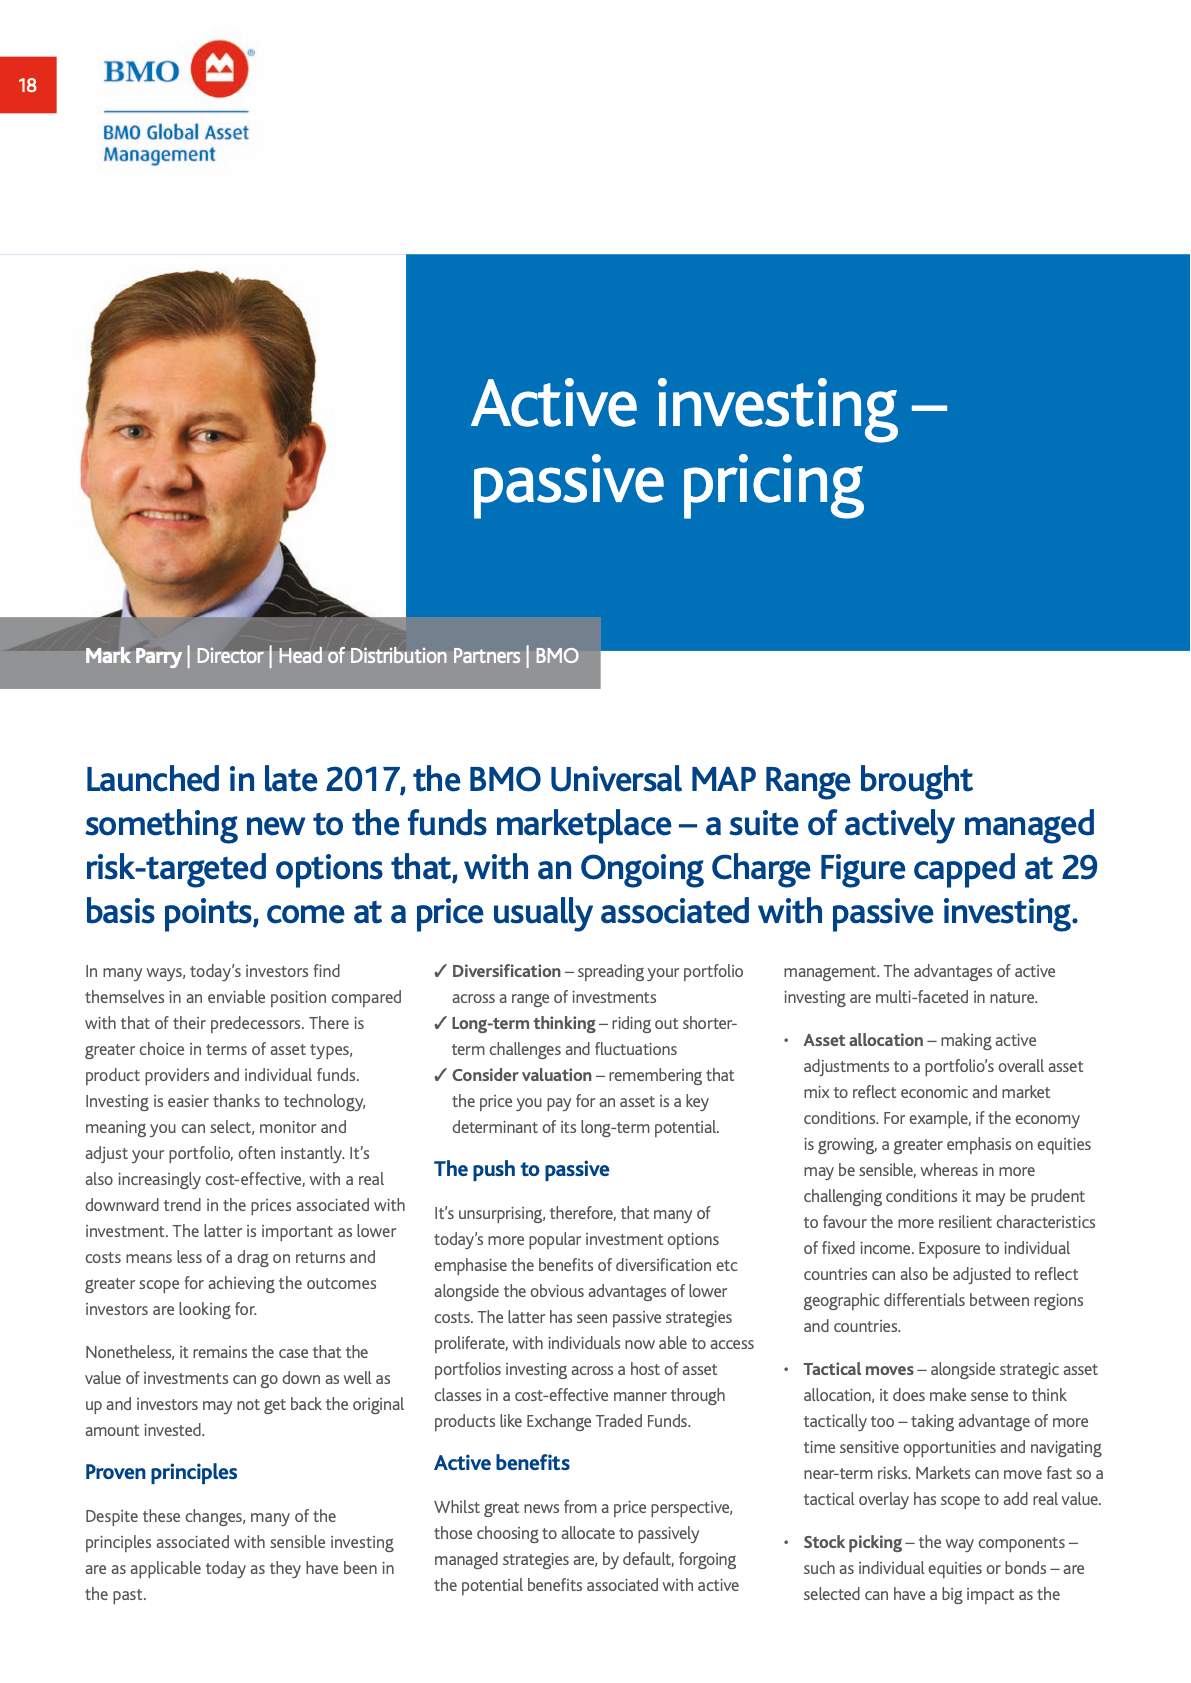 18
BMO
®
BMO Global Asset
Management
Active investing –
passive pricing
Mark Parry | Director | Head of Distribution Partners | BMO
Launched in late 2017, the BMO Universal MAP Range brought
something new to the funds marketplace – a suite of actively managed
risk-targeted options that, with an Ongoing Charge Figure capped at 29
basis points, come at a price usually associated with passive investing.
In many ways, today’s investors find
themselves in an enviable position compared
with that of their predecessors. There is
greater choice in terms of asset types,
product providers and individual funds.
Investing is easier thanks to technology,
meaning you can select, monitor and
adjust your portfolio, often instantly. It’s
also increasingly cost-effective, with a real
downward trend in the prices associated with
investment. The latter is important as lower
costs means less of a drag on returns and
greater scope for achieving the outcomes
investors are looking for.
Nonetheless, it remains the case that the
value of investments can go down as well as
up and investors may not get back the original
amount invested.
Proven principles
Despite these changes, many of the
principles associated with sensible investing
are as applicable today as they have been in
the past.
✓ Diversification – spreading your portfolio
across a range of investments
✓ Long-term thinking – riding out shorter-
term challenges and fluctuations
✓ Consider valuation – remembering that
the price you pay for an asset is a key
determinant of its long-term potential.
The push to passive
It’s unsurprising, therefore, that many of
today’s more popular investment options
emphasise the benefits of diversification etc
alongside the obvious advantages of lower
costs. The latter has seen passive strategies
proliferate, with individuals now able to access
portfolios investing across a host of asset
classes in a cost-effective manner through
products like Exchange Traded Funds.
Active benefits
Whilst great news from a price perspective,
those choosing to allocate to passively
managed strategies are, by default, forgoing
the potential benefits associated with active
management. The advantages of active
investing are multi-faceted in nature.
• Asset allocation – making active
adjustments to a portfolio’s overall asset
mix to reflect economic and market
conditions. For example, if the economy
is growing, a greater emphasis on equities
may be sensible, whereas in more
challenging conditions it may be prudent
to favour the more resilient characteristics
of fixed income. Exposure to individual
countries can also be adjusted to reflect
geographic differentials between regions
and countries.
• Tactical moves – alongside strategic asset
allocation, it does make sense to think
tactically too – taking advantage of more
time sensitive opportunities and navigating
near-term risks. Markets can move fast so a
tactical overlay has scope to add real value.
• Stock picking – the way components –
such as individual equities or bonds – are
selected can have a big impact as the